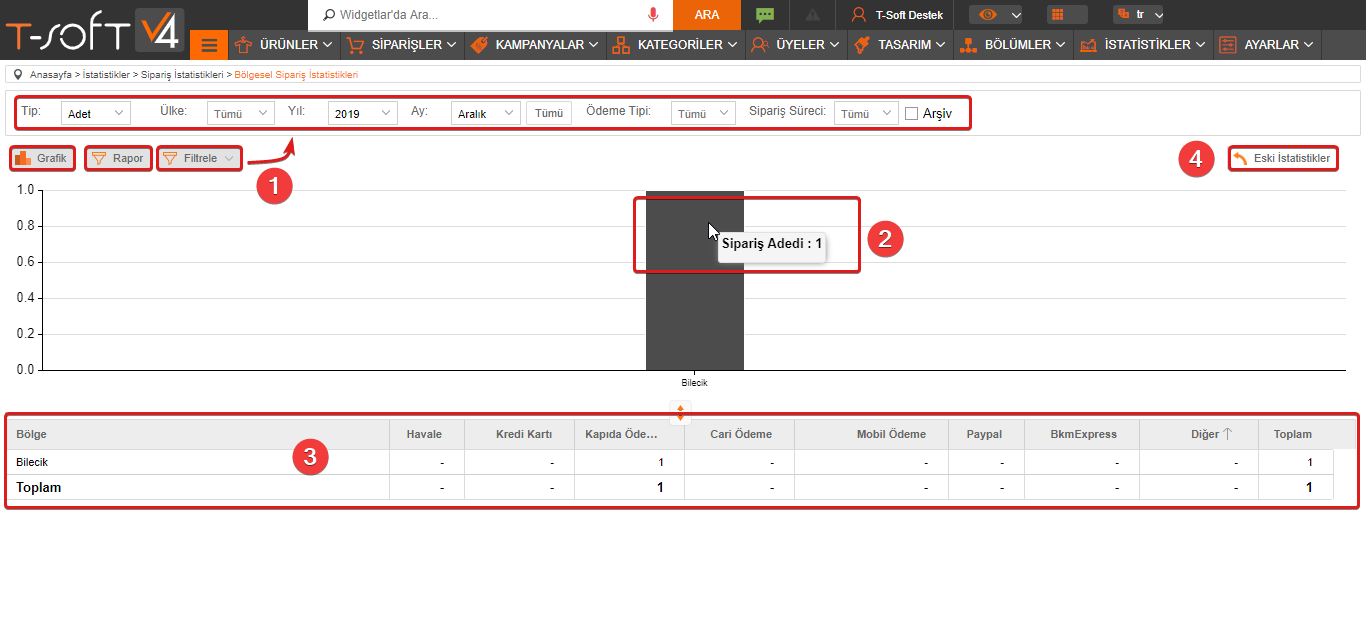 T-SOFT V4
Widgetlar'da Ara...
ARA
T-Soft Destek
tr
ÜRÜNLER
SİPARİŞLER
KAMPANYALAR
KATEGORİLER
ÜYELER
TASARIM
BÖLÜMLER
İSTATİSTİKLER
AYARLAR
Anasayfa > İstatistikler > Sipariş İstatistikleri > Bölgesel Sipariş İstatistikleri
Tip: Adet Ülke: Tümü Yıl: 2019 Ay: Aralık Tümü Ödeme Tipi: Tümü Sipariş Süreci: Tümü Arşiv
Grafik Rapor Filtrele 4 Eski İstatistikler
1
1.0
0.8
0.6
0.4
0.2
0.0
Sipariş Adedi : 1
2
Bilecik
Bölge Havale Kredi Kartı Kapıda Öde... Cari Ödeme Mobil Ödeme Paypal BkmExpress Diğer Toplam
3
Bilecik - - 1 - - - - - 1
Toplam - - 1 - - - - - 1